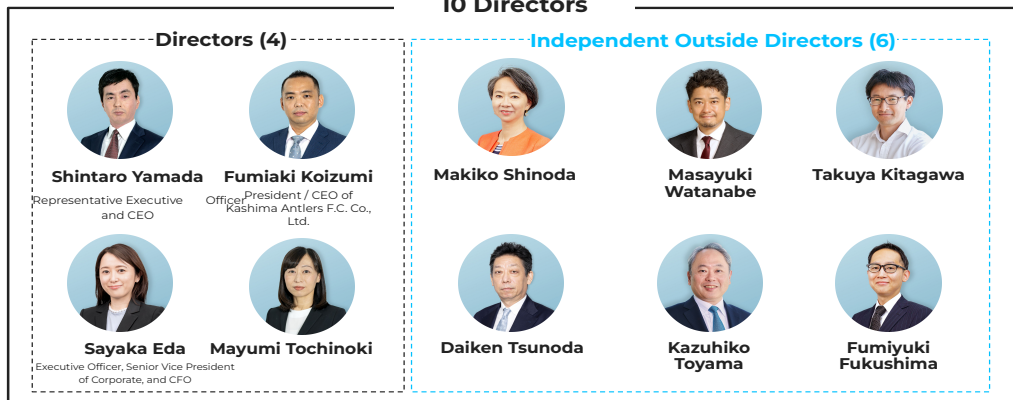 10 Directors
Directors (4)
Shintaro Yamada
Representative Executive Officer
and CEO
Fumiaki Koizumi
President / CEO of
Kashima Antlers F.C. Co.,
Ltd.
Sayaka Eda
Executive Officer, Senior Vice President
of Corporate, and CFO
Mayumi Tochinoki
Independent Outside Directors (6)
Makiko Shinoda
Masayuki
Watanabe
Takuya Kitagawa
Daiken Tsunoda
Kazuhiko
Toyama
Fumiyuki
Fukushima